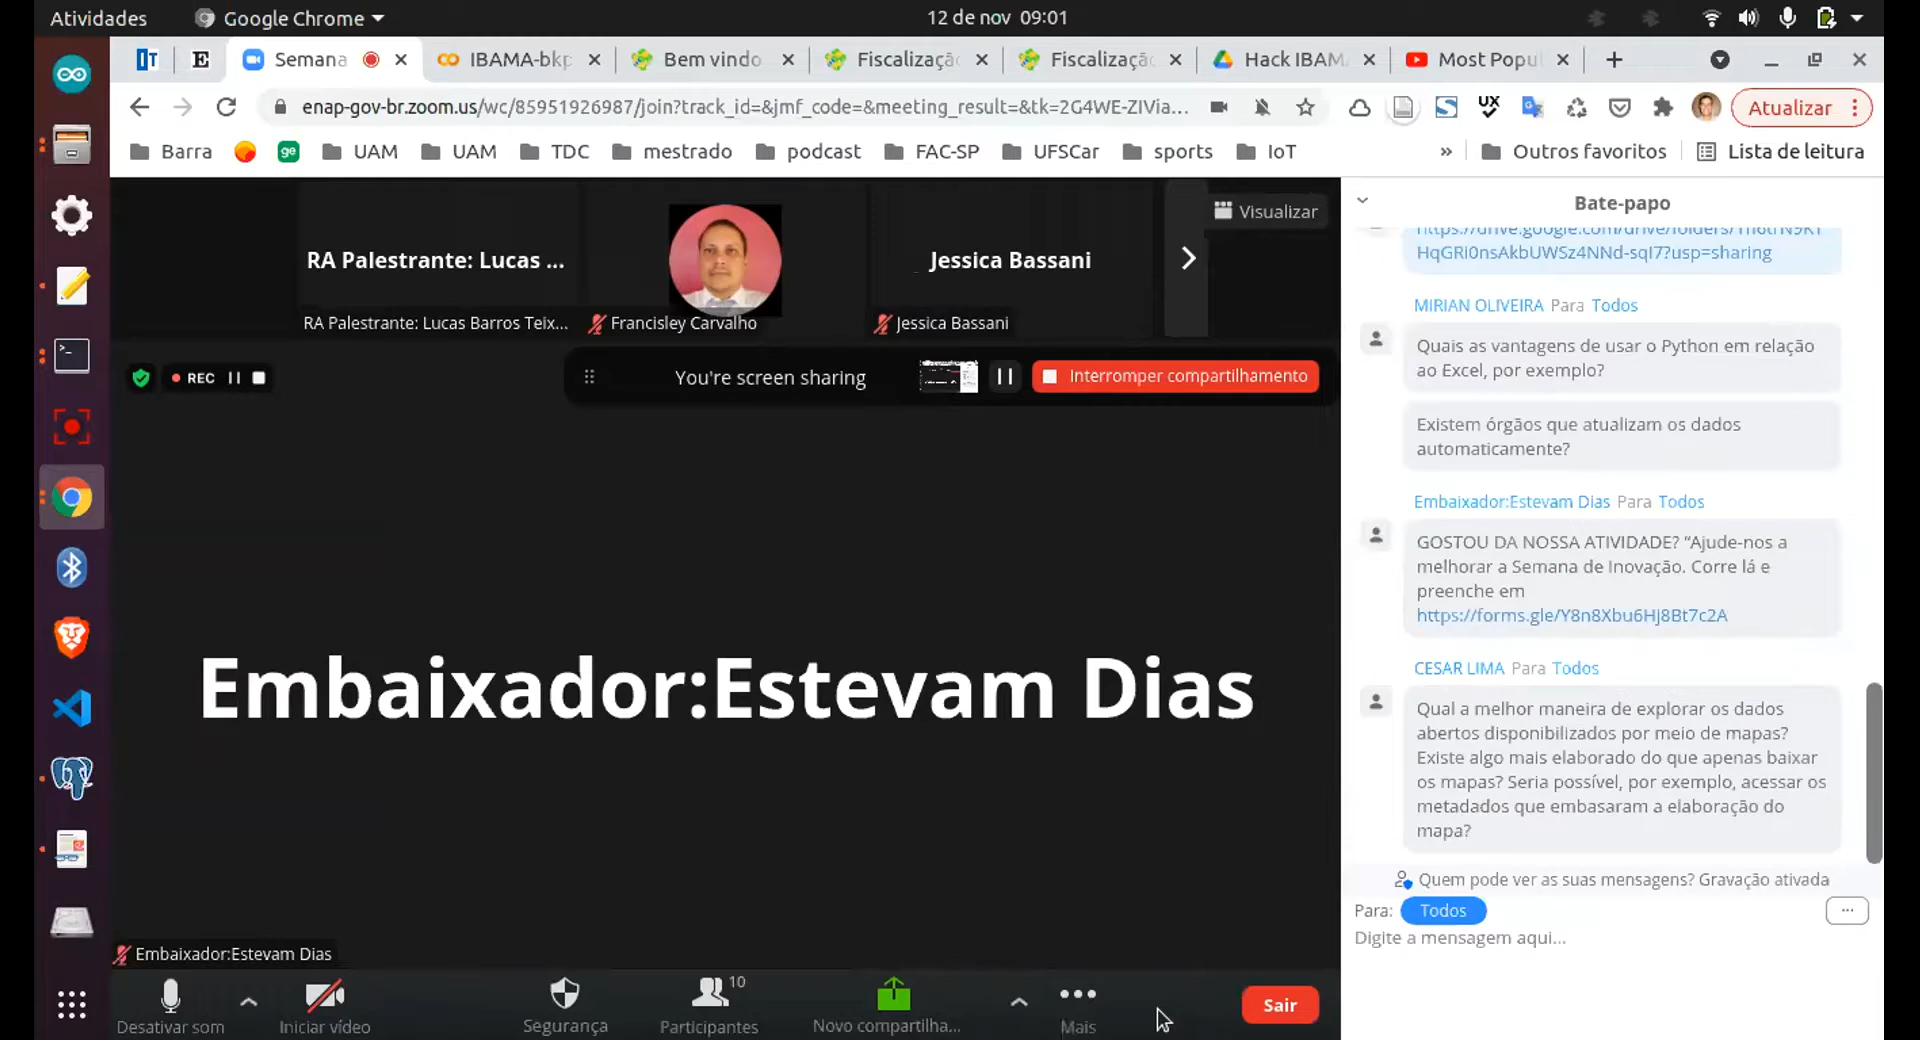 Atividades
Google Chrome
12 de nov 09:01
IT
E
Semana
IBAMA-bkp
Bem vindo
Fiscalização
Fiscalização
Hack IBAM
Most Popul
enap-gov-br.zoom.us/wc/85951926987/join?track_id=&jmf_code=&meeting_result=&tk=2G4WE-ZIVia...
UX
Atualizar
Barra
ge
UAM
UAM
TDC
mestrado
podcast
FAC-SP
UFSCar
sports
IoT
»
Outros favoritos
Lista de leitura
RA Palestrante: Lucas ...
RA Palestrante: Lucas Barros Teix...
Francisley Carvalho
Jessica Bassani
Jessica Bassani
Visualizar
REC
You're screen sharing
Interromper compartilhamento
Embaixador:Estevam Dias
Embaixador:Estevam Dias
Desativar som
Iniciar vídeo
Segurança
Participantes
10
Novo compartilha...
Mais
Sair
Bate-papo
HqGRi0nsAkbUWSz4NNd-sqI7?usp=sharing
MIRIAN OLIVEIRA Para Todos
Quais as vantagens de usar o Python em relação
ao Excel, por exemplo?
Existem órgãos que atualizam os dados
automaticamente?
Embaixador:Estevam Dias Para Todos
GOSTOU DA NOSSA ATIVIDADE? “Ajude-nos a
melhorar a Semana de Inovação. Corre lá e
preenche em
https://forms.gle/Y8n8Xbu6Hj8Bt7c2A
CESAR LIMA Para Todos
Qual a melhor maneira de explorar os dados
abertos disponibilizados por meio de mapas?
Existe algo mais elaborado do que apenas baixar
os mapas? Seria possível, por exemplo, acessar os
metadados que embasaram a elaboração do
mapa?
Quem pode ver as suas mensagens? Gravação ativada
Para: Todos
Digite a mensagem aqui...